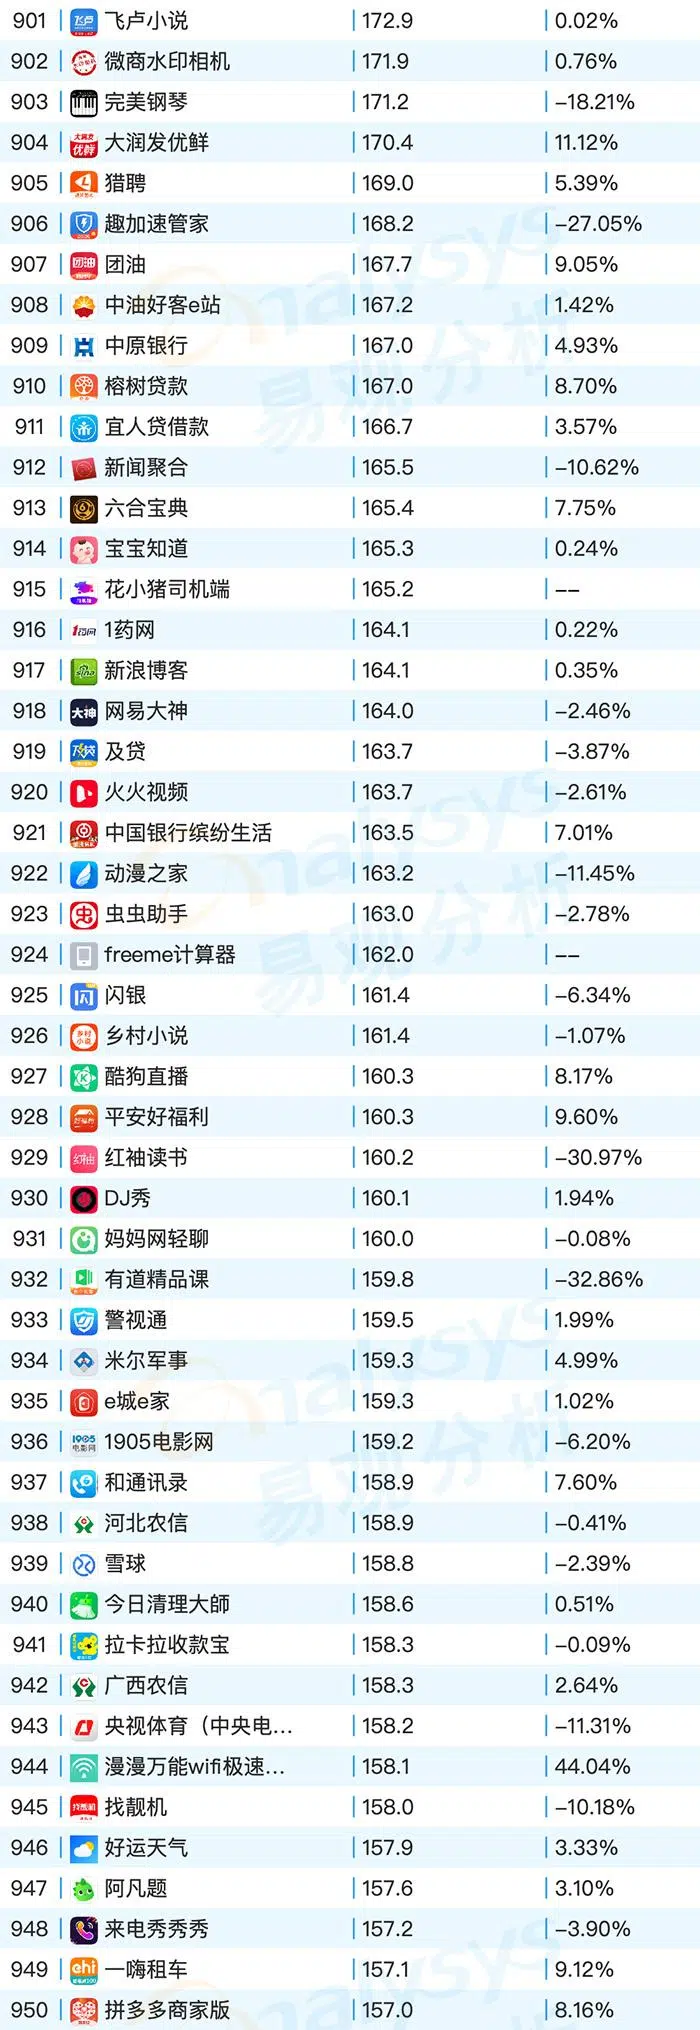 901 飞卢小说 172.9 0.02%
902 微商水印相机 171.9 0.76%
903 完美钢琴 171.2 -18.21%
904 大润发优鲜 170.4 11.12%
905 猎聘 169.0 5.39%
906 趣加速管家 168.2 -27.05%
907 团油 167.7 9.05%
908 中油好客e站 167.2 1.42%
909 中原银行 167.0 4.93%
910 榕树贷款 167.0 8.70%
911 宜人贷借款 166.7 3.57%
912 新闻聚合 165.5 -10.62%
913 六合宝典 165.4 7.75%
914 宝宝知道 165.3 0.24%
915 花小猪司机端 165.2 --
916 1药网 164.1 0.22%
917 新浪博客 164.1 0.35%
918 网易大神 164.0 -2.46%
919 及贷 163.7 -3.87%
920 火火视频 163.7 -2.61%
921 中国银行缤纷生活 163.5 7.01%
922 动漫之家 163.2 -11.45%
923 虫虫助手 163.0 -2.78%
924 freeme计算器 162.0 --
925 闪银 161.4 -6.34%
926 乡村小说 161.4 -1.07%
927 酷狗直播 160.3 8.17%
928 平安好福利 160.3 9.60%
929 红袖读书 160.2 -30.97%
930 DJ秀 160.1 1.94%
931 妈妈网轻聊 160.0 -0.08%
932 有道精品课 159.8 -32.86%
933 警视通 159.5 1.99%
934 米尔军事 159.3 4.99%
935 e城e家 159.3 1.02%
936 1905电影网 159.2 -6.20%
937 和通讯录 158.9 7.60%
938 河北农信 158.9 -0.41%
939 雪球 158.8 -2.39%
940 今日清理大師 158.6 0.51%
941 拉卡拉收款宝 158.3 -0.09%
942 广西农信 158.3 2.64%
943 央视体育（中央电... 158.2 -11.31%
944 漫漫万能wifi极速... 158.1 44.04%
945 找靓机 158.0 -10.18%
946 好运天气 157.9 3.33%
947 阿凡题 157.6 3.10%
948 来电秀秀秀 157.2 -3.90%
949 一嗨租车 157.1 9.12%
950 拼多多商家版 157.0 8.16%
analysys
易观分析